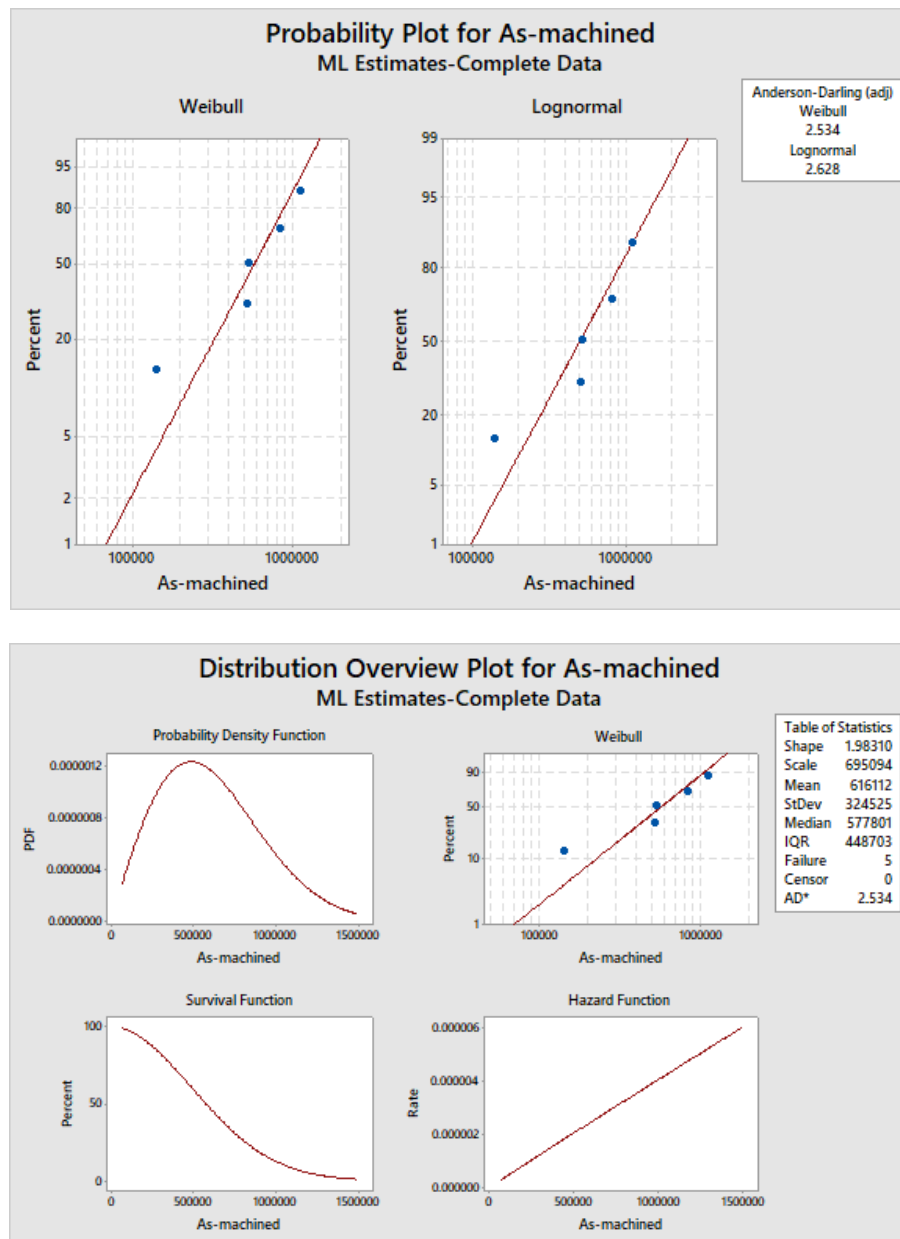 Probability Plot for As-machined
ML Estimates-Complete Data
Weibull
Lognormal
Anderson-Darling (adj)
Weibull
2.534
Lognormal
2.628
95
80
50
20
5
2
1
Percent
100000 1000000
As-machined
99
95
80
50
20
5
1
Percent
100000 1000000
As-machined
Distribution Overview Plot for As-machined
ML Estimates-Complete Data
Probability Density Function
0.0000012
0.0000008
0.0000004
0.0000000
PDF
0 500000 1000000 1500000
As-machined
Weibull
90
50
10
1
Percent
100000 1000000
As-machined
Table of Statistics
Shape 1.98310
Scale 695094
Mean 616112
StDev 324525
Median 577801
IQR 448703
Failure 5
Censor 0
AD* 2.534
Survival Function
100
50
0
Percent
0 500000 1000000 1500000
As-machined
Hazard Function
0.000006
0.000004
0.000002
0.000000
Rate
0 500000 1000000 1500000
As-machined